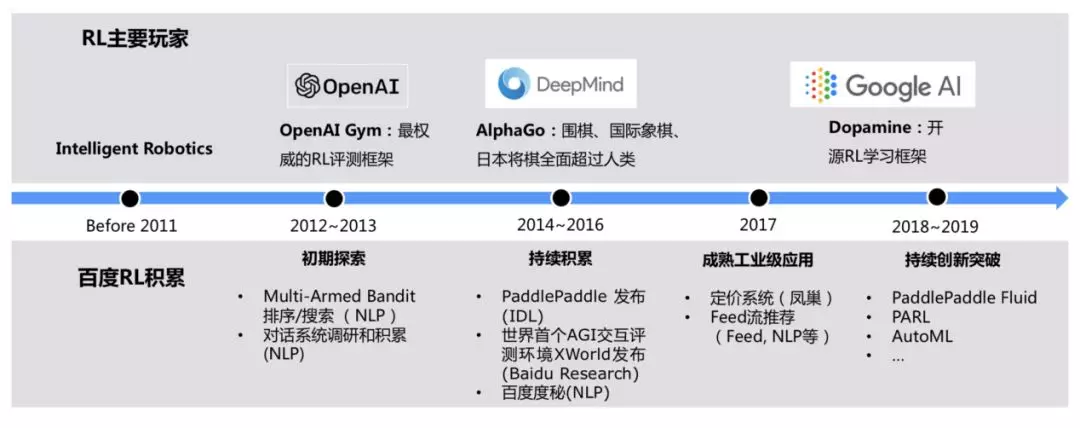 RL主要玩家
OpenAI
DeepMind
Google AI
Intelligent Robotics
OpenAI Gym：最权
威的RL评测框架
AlphaGo：围棋、国际象棋、
日本将棋全面超过人类
Dopamine：开
源RL学习框架
Before 2011
2012~2013
2014~2016
2017
2018~2019
百度RL积累
初期探索
• Multi-Armed Bandit
排序/搜索（ NLP ）
• 对话系统调研和积累
(NLP)
持续积累
• PaddlePaddle 发布
(IDL)
• 世界首个AGI交互评
测环境XWorld发布
(Baidu Research)
• 百度度秘(NLP)
成熟工业级应用
• 定价系统（凤巢）
• Feed流推荐
（Feed, NLP等）
持续创新突破
• PaddlePaddle Fluid
• PARL
• AutoML
• ...